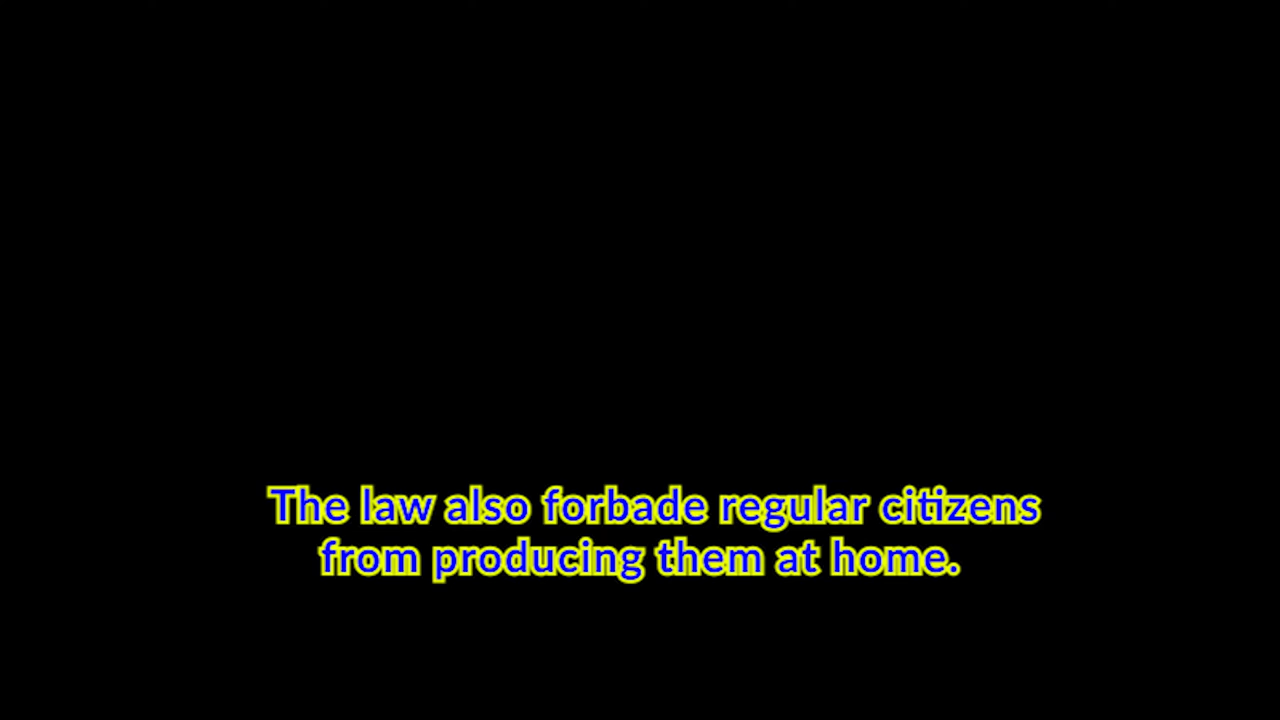 The law also forbade regular citizens
from producing them at home.